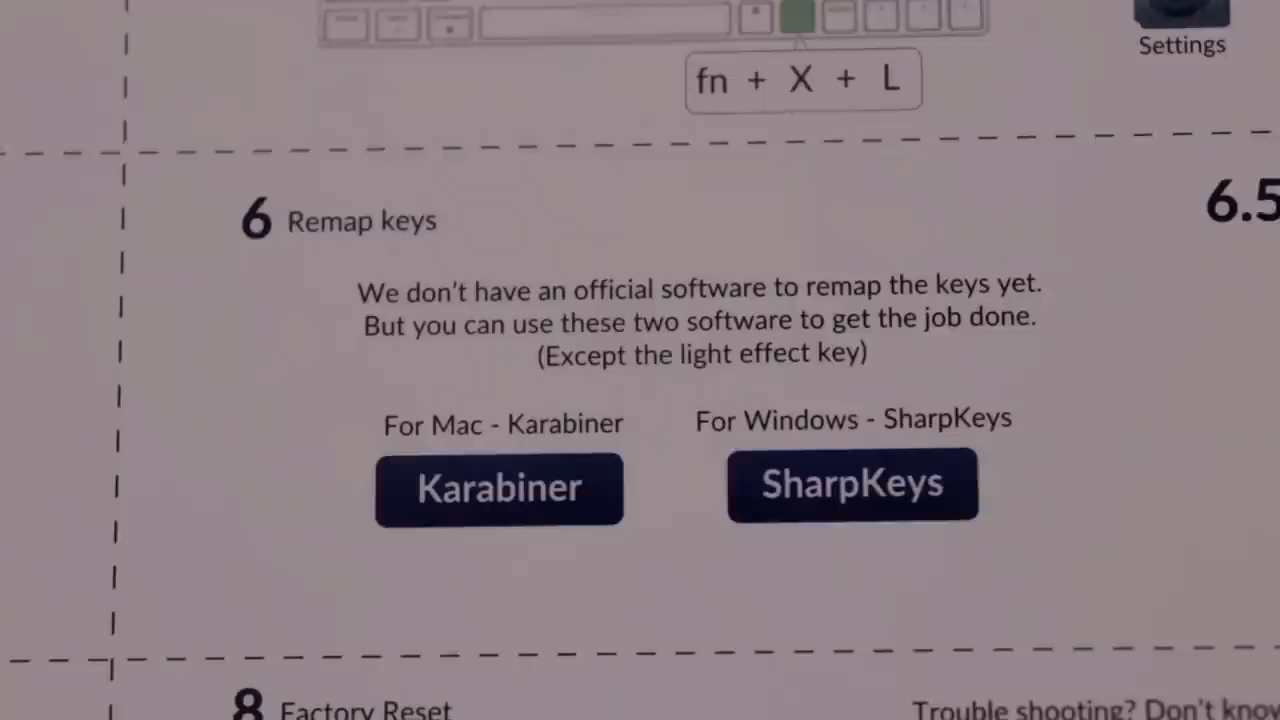 Settings
fn + X + L
6 Remap keys
6.5
We don't have an official software to remap the keys yet.
But you can use these two software to get the job done.
(Except the light effect key)
For Mac - Karabiner
For Windows - SharpKeys
Karabiner
SharpKeys
8 Factory Reset
Trouble shooting? Don't know